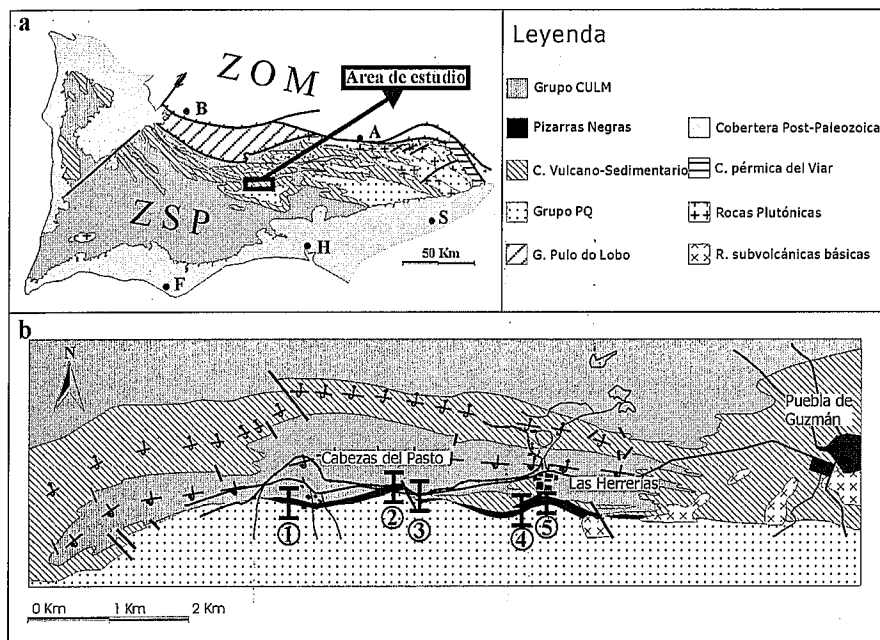 a
ZOM
Area de estudio
B
A
ZSP
S
H
F
50 Km
Leyenda
Grupo CULM
Pizarras Negras
C. Vulcano-Sedimentario
Grupo PQ
G. Pulo do Lobo
Cobertera Post-Paleozoica
C. pérmica del Viar
Rocas Plutónicas
R. subvolcánicas básicas
b
N
Puebla de
Guzmán
Cabezas del Pasto
Las Herrerías
1
2
3
4
5
0 Km 1 Km 2 Km